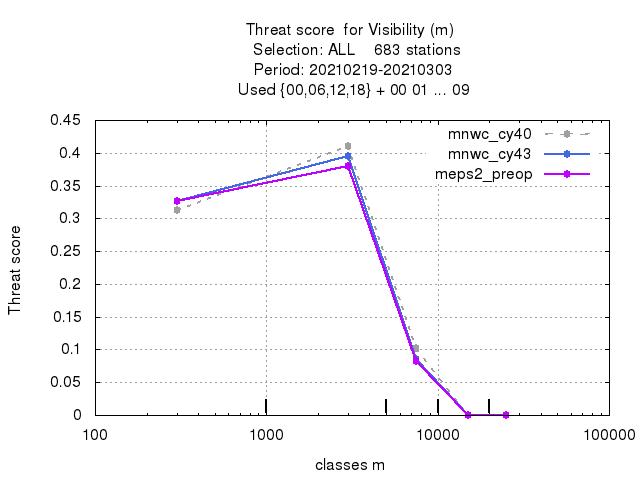 Threat score  for Visibility (m)
Selection: ALL    683 stations
Period: 20210219-20210303
Used {00,06,12,18} + 00 01 ... 09
mnwc_cy40
mnwc_cy43
meps2_preop
Threat score
0.45
0.4
0.35
0.3
0.25
0.2
0.15
0.1
0.05
0
100 1000 10000 100000
classes m